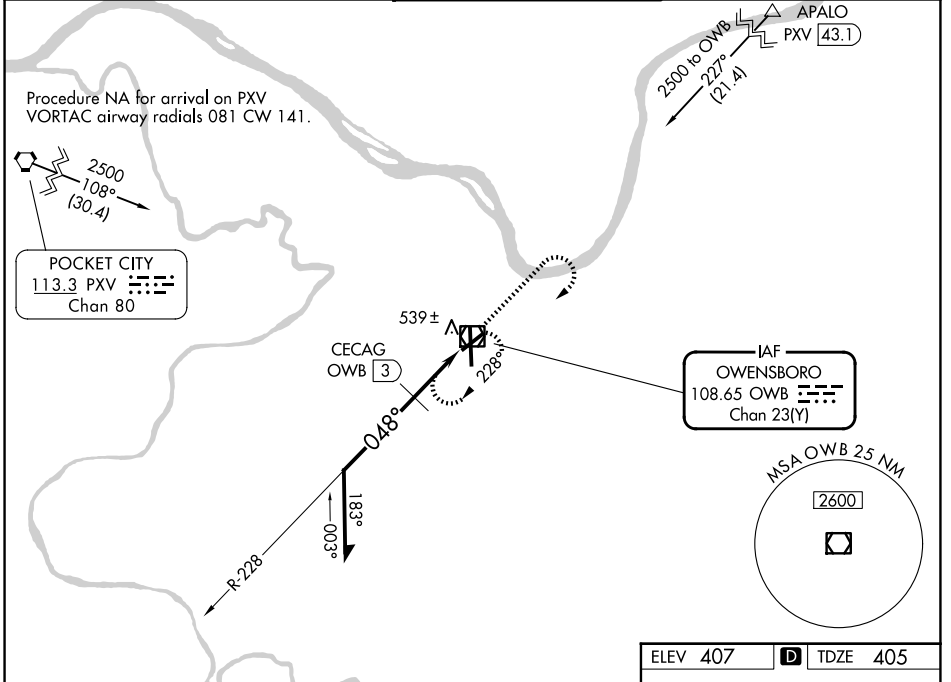 APALO
PXV 43.1
2500 to OWB
227°
(21.4)
Procedure NA for arrival on PXV
VORTAC airway radials 081 CW 141.
2500
108°
(30.4)
POCKET CITY
113.3 PXV
Chan 80
539±
CECAG
OWB 3
228°
IAF
OWENSBORO
108.65 OWB
Chan 23(Y)
048°
183°
003°
R-228
MSA OWB 25 NM
2600
ELEV 407 D TDZE 405